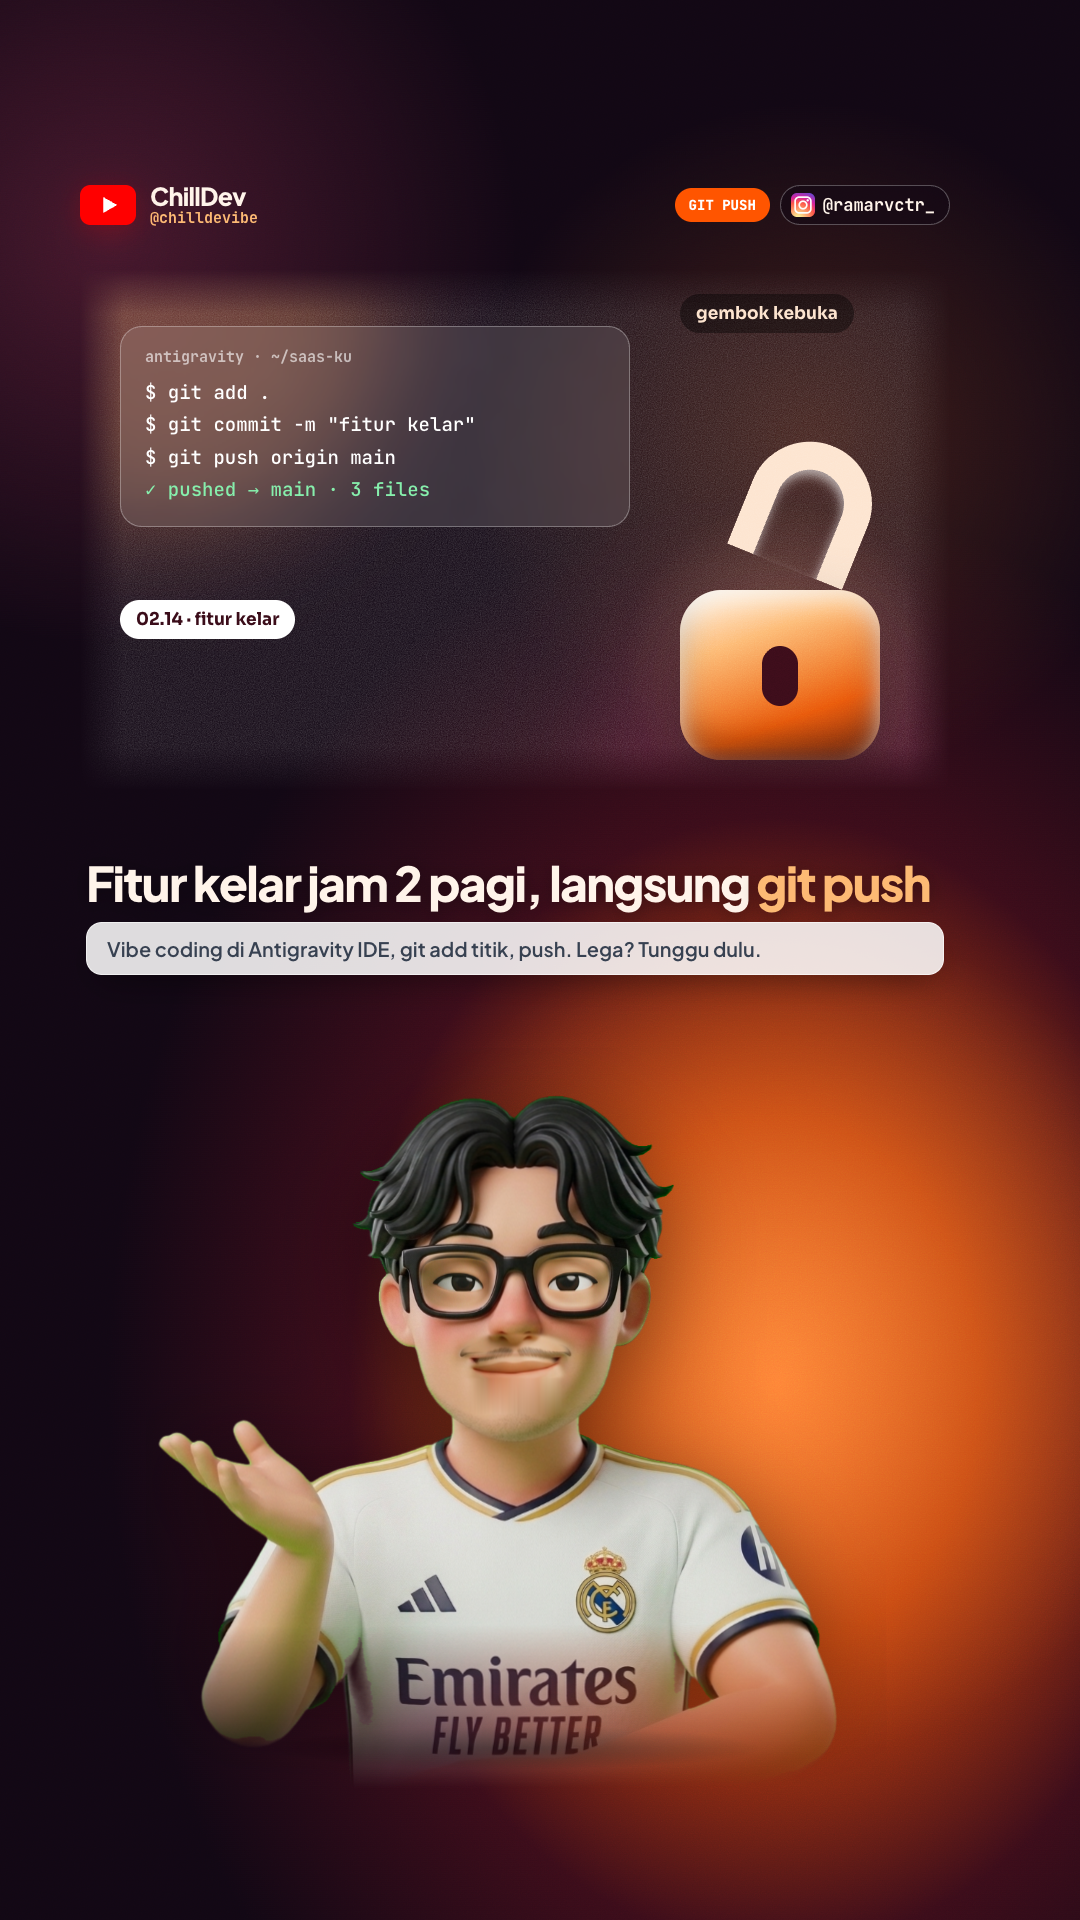 ChillDev
@chilldevibe
GIT PUSH
@ramarvctr_
gembok kebuka
antigravity · ~/saas-ku
$ git add .
$ git commit -m "fitur kelar"
$ git push origin main
✓ pushed → main · 3 files
02.14 · fitur kelar
Fitur kelar jam 2 pagi, langsung git push
Vibe coding di Antigravity IDE, git add titik, push. Lega? Tunggu dulu.
hp
Emirates
FLY BETTER